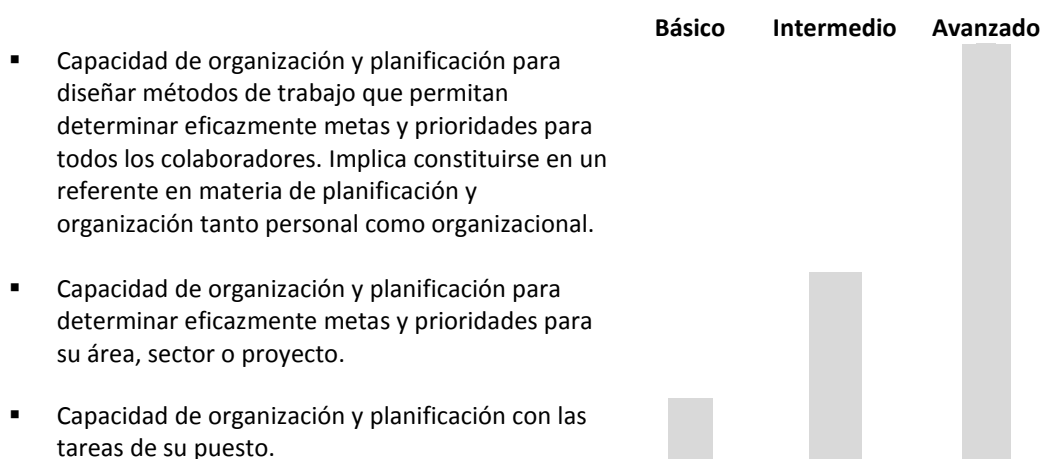 Básico Intermedio Avanzado
▪ Capacidad de organización y planificación para
diseñar métodos de trabajo que permitan
determinar eficazmente metas y prioridades para
todos los colaboradores. Implica constituirse en un
referente en materia de planificación y
organización tanto personal como organizacional.
▪ Capacidad de organización y planificación para
determinar eficazmente metas y prioridades para
su área, sector o proyecto.
▪ Capacidad de organización y planificación con las
tareas de su puesto.